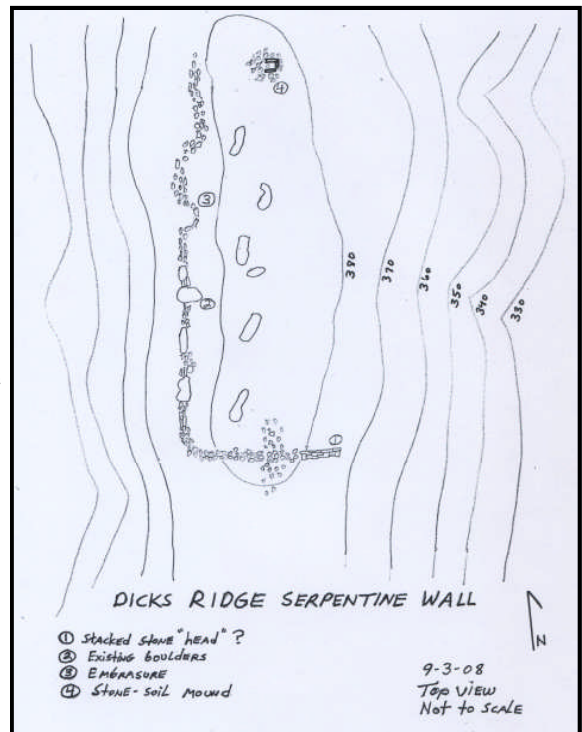 ④
③
②
380
370
360
350
340
330
①
DICKS RIDGE SERPENTINE WALL
① STACKED STONE "HEAD" ?
② EXISTING BOULDERS
③ EMBRASURE
④ STONE-SOIL MOUND
N
9-3-08
TOP VIEW
NOT TO SCALE